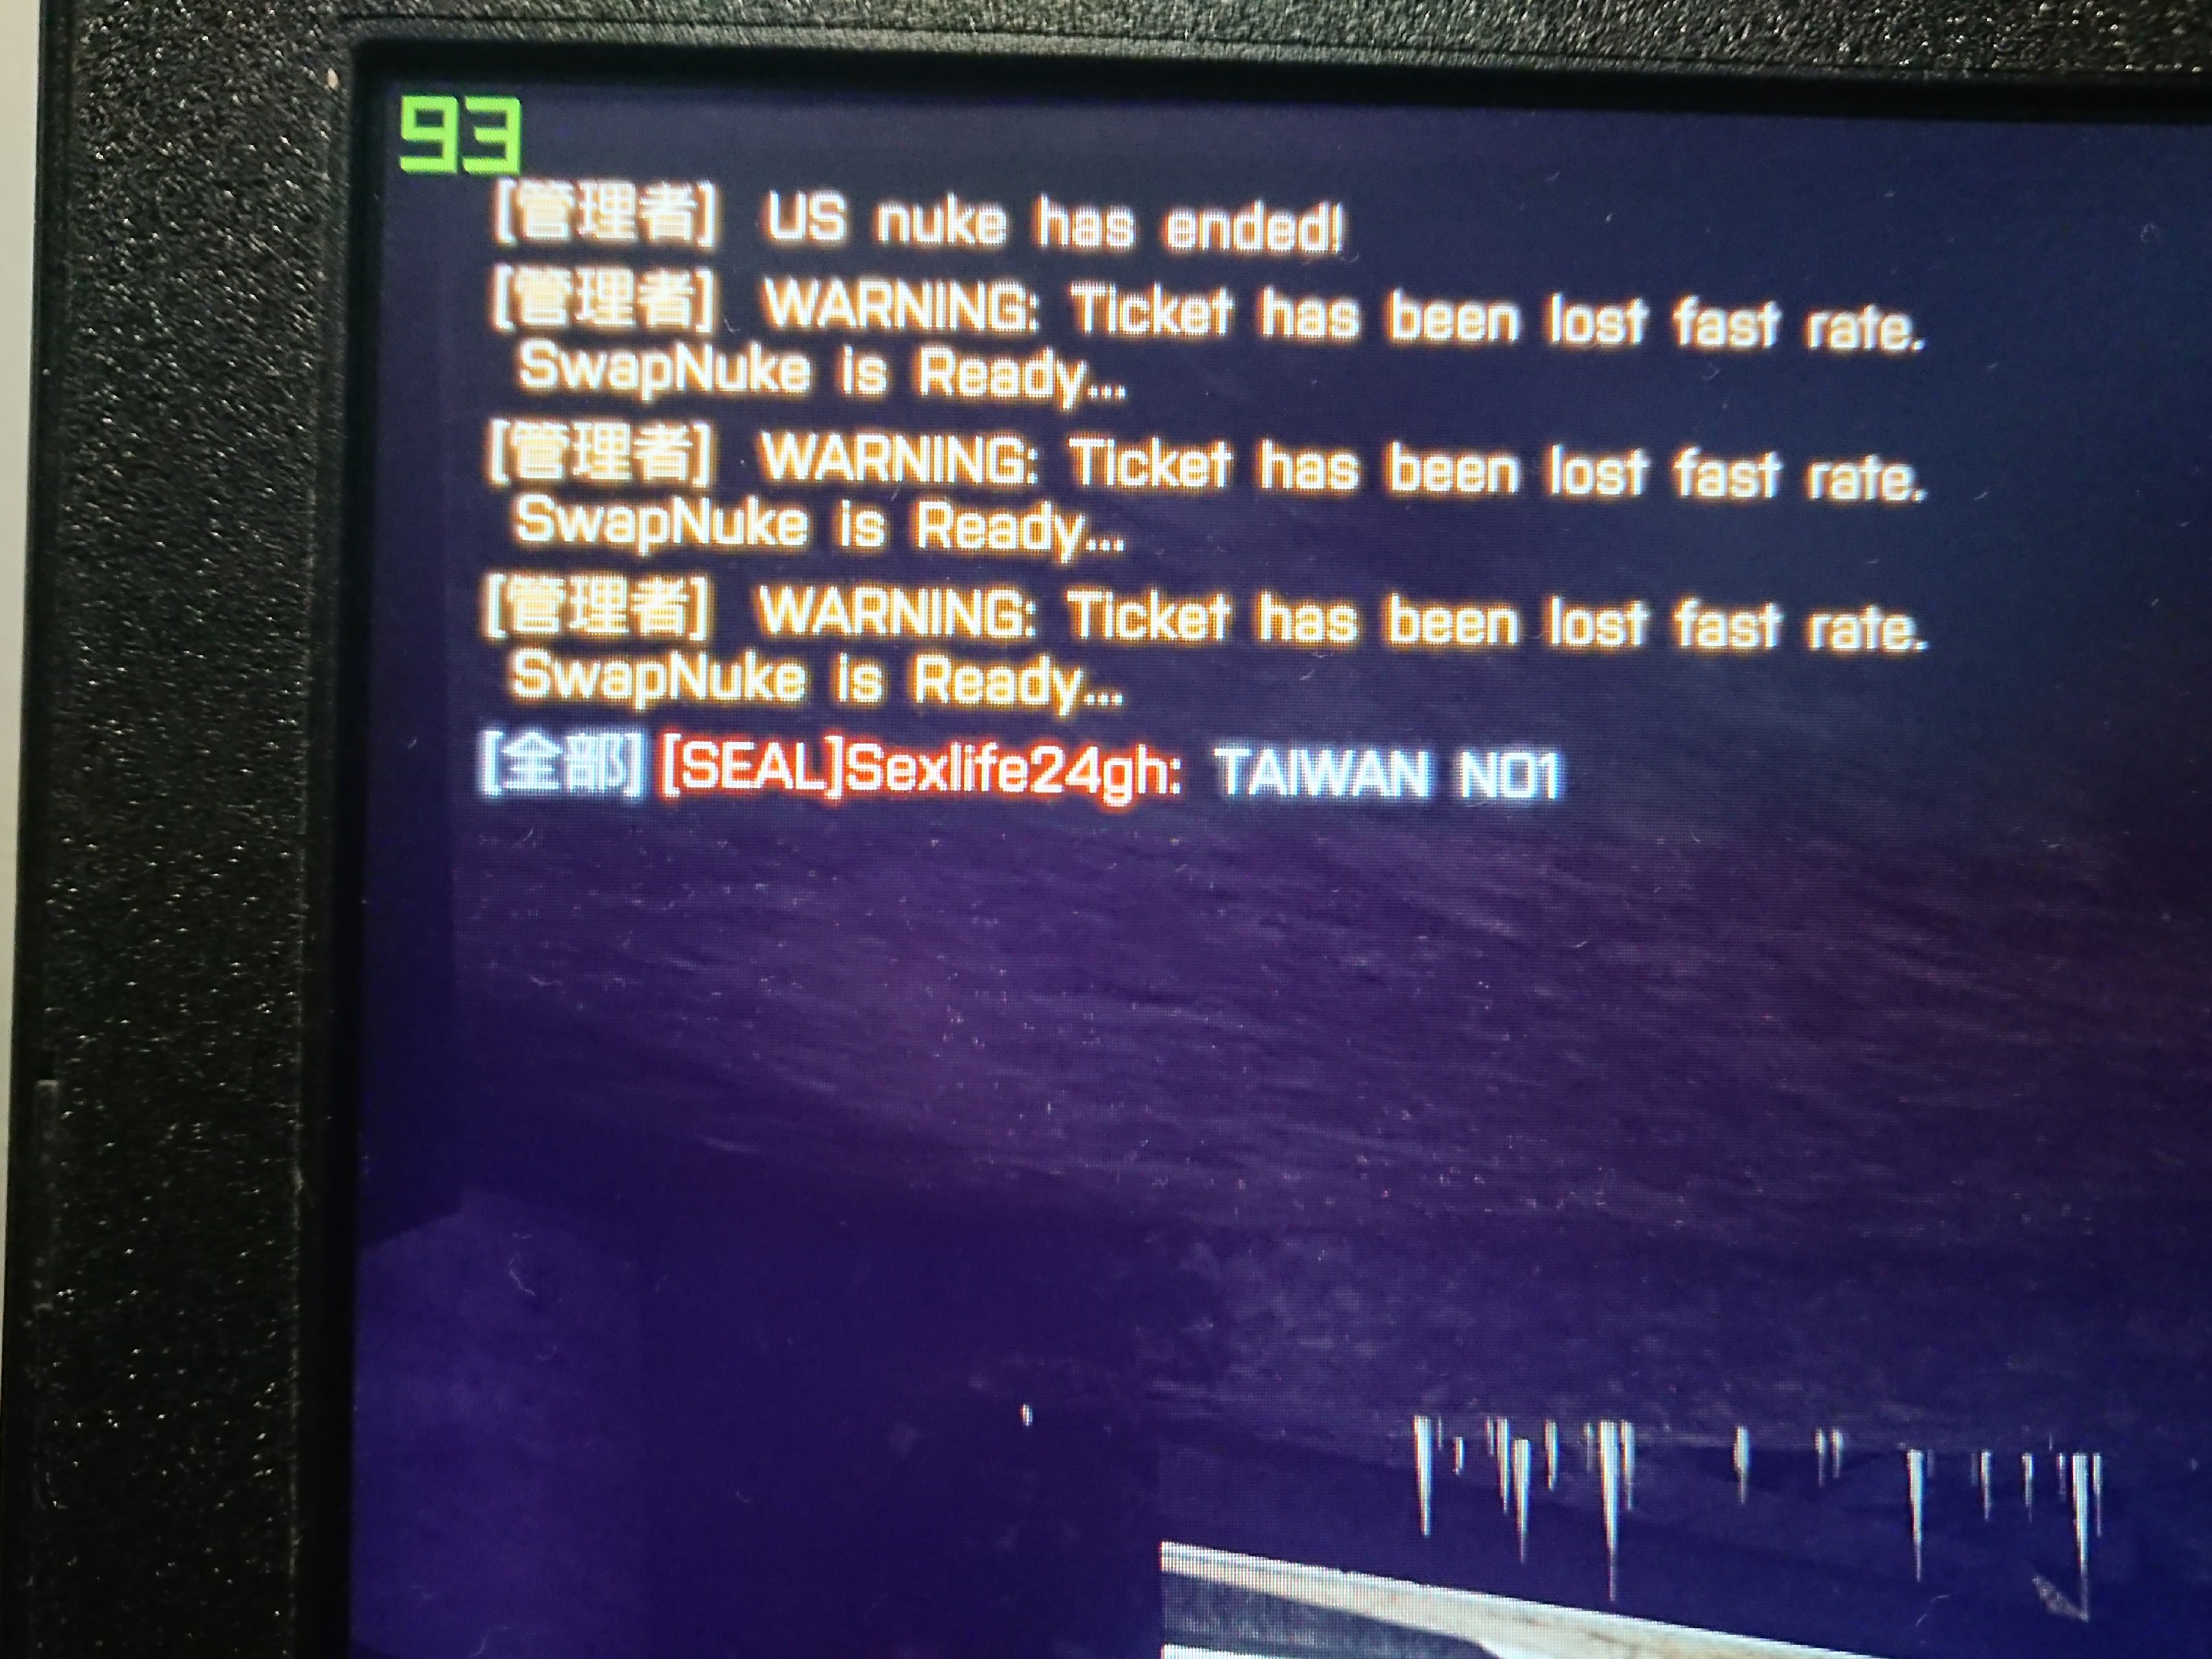 93
[管理者] US nuke has ended!
[管理者] WARNING: Ticket has been lost fast rate.
SwapNuke is Ready...
[管理者] WARNING: Ticket has been lost fast rate.
SwapNuke is Ready...
[管理者] WARNING: Ticket has been lost fast rate.
SwapNuke is Ready...
[全部] [SEAL]Sexlife24gh: TAIWAN NO1